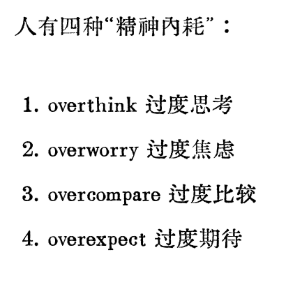 人有四种“精神内耗”：
1. overthink 过度思考
2. overworry 过度焦虑
3. overcompare 过度比较
4. overexpect 过度期待